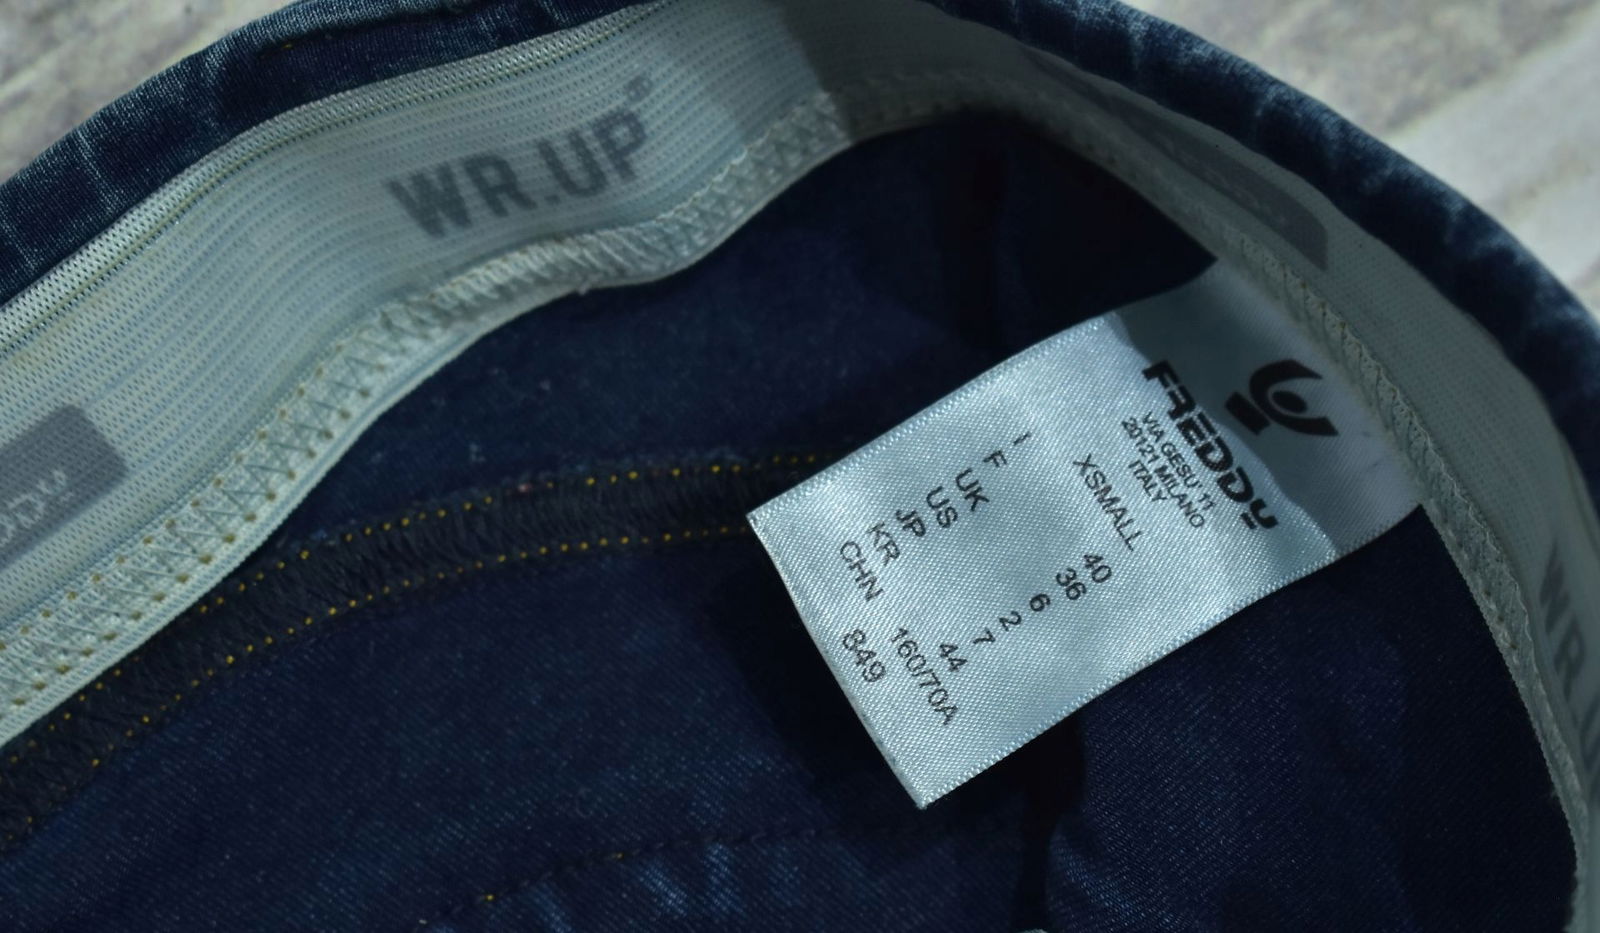 WR.UP®
FREDDY
VIA GESU' 11
20121 MILANO
ITALY
XSMALL
I 40
F 36
UK 6
US 2
JP 7
KR 44
CHN 160/70A
849
WR.U